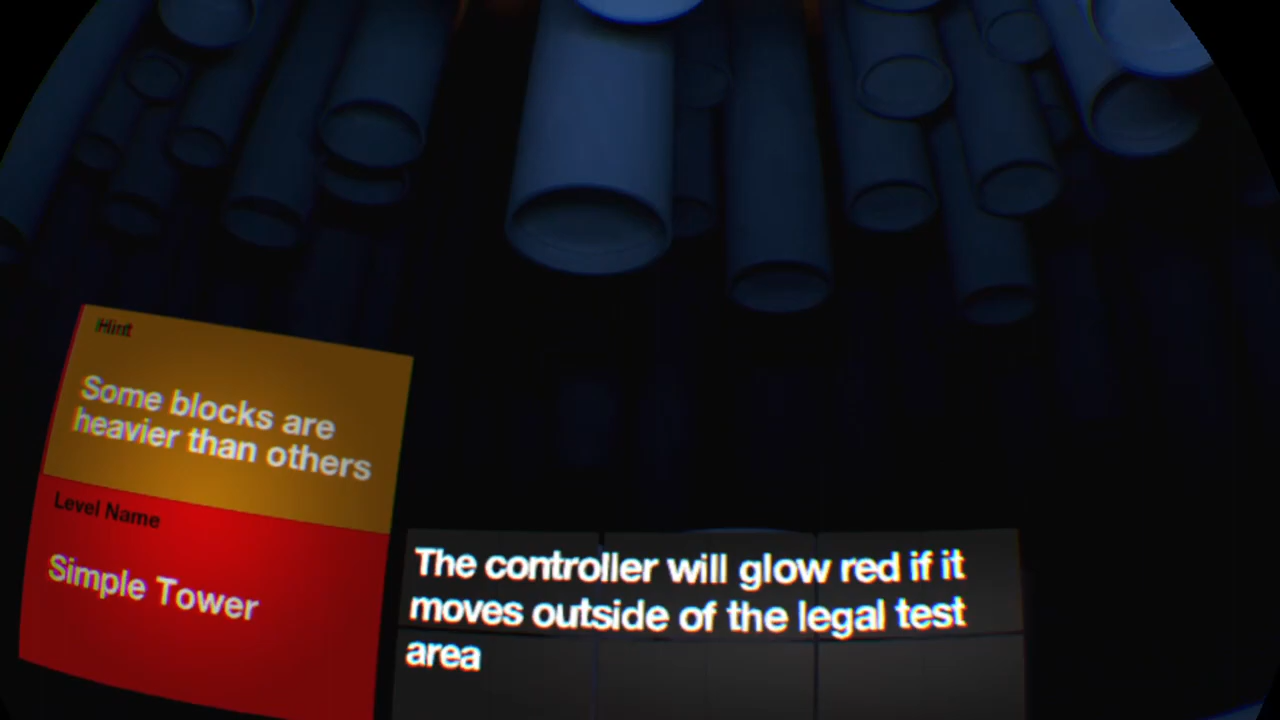 Hint
Some blocks are
heavier than others
Level Name
Simple Tower
The controller will glow red if it
moves outside of the legal test
area